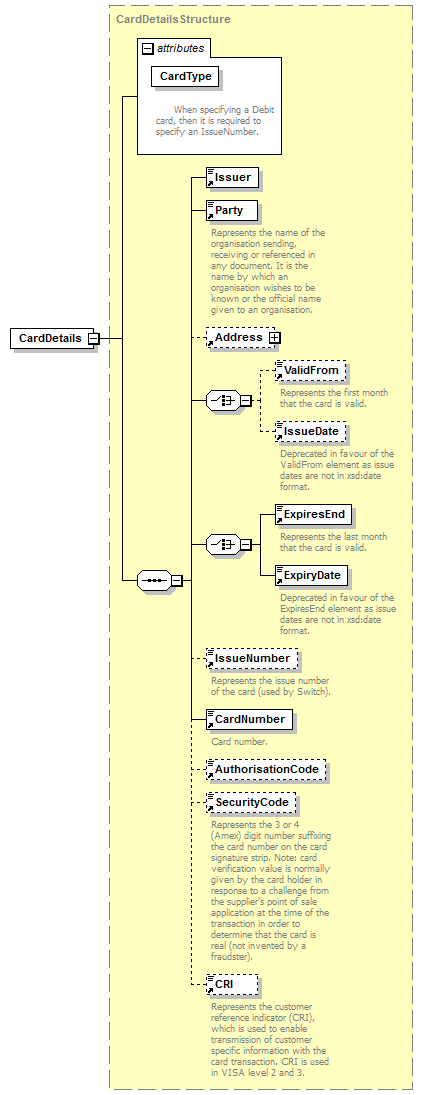 CardDetailsStructure
attributes
CardType
When specifying a Debit
card, then it is required to
specify an IssueNumber.
Issuer
Party
Represents the name of the
organisation sending,
receiving or referenced in
any document. It is the
name by which an
organisation wishes to be
known or the official name
given to an organisation.
CardDetails
Address
ValidFrom
Represents the first month
that the card is valid.
IssueDate
Deprecated in favour of the
ValidFrom element as issue
dates are not in xsd:date
format.
ExpiresEnd
Represents the last month
that the card is valid.
ExpiryDate
Deprecated in favour of the
ExpiresEnd element as issue
dates are not in xsd:date
format.
IssueNumber
Represents the issue number
of the card (used by Switch).
CardNumber
Card number.
AuthorisationCode
SecurityCode
Represents the 3 or 4
(Amex) digit number suffixing
the card number on the card
signature strip. Note: card
verification value is normally
given by the card holder in
response to a challenge from
the supplier's point of sale
application at the time of the
transaction in order to
determine that the card is
real (not invented by a
fraudster).
CRI
Represents the customer
reference indicator (CRI),
which is used to enable
transmission of customer
specific information with the
card transaction. CRI is used
in VISA level 2 and 3.